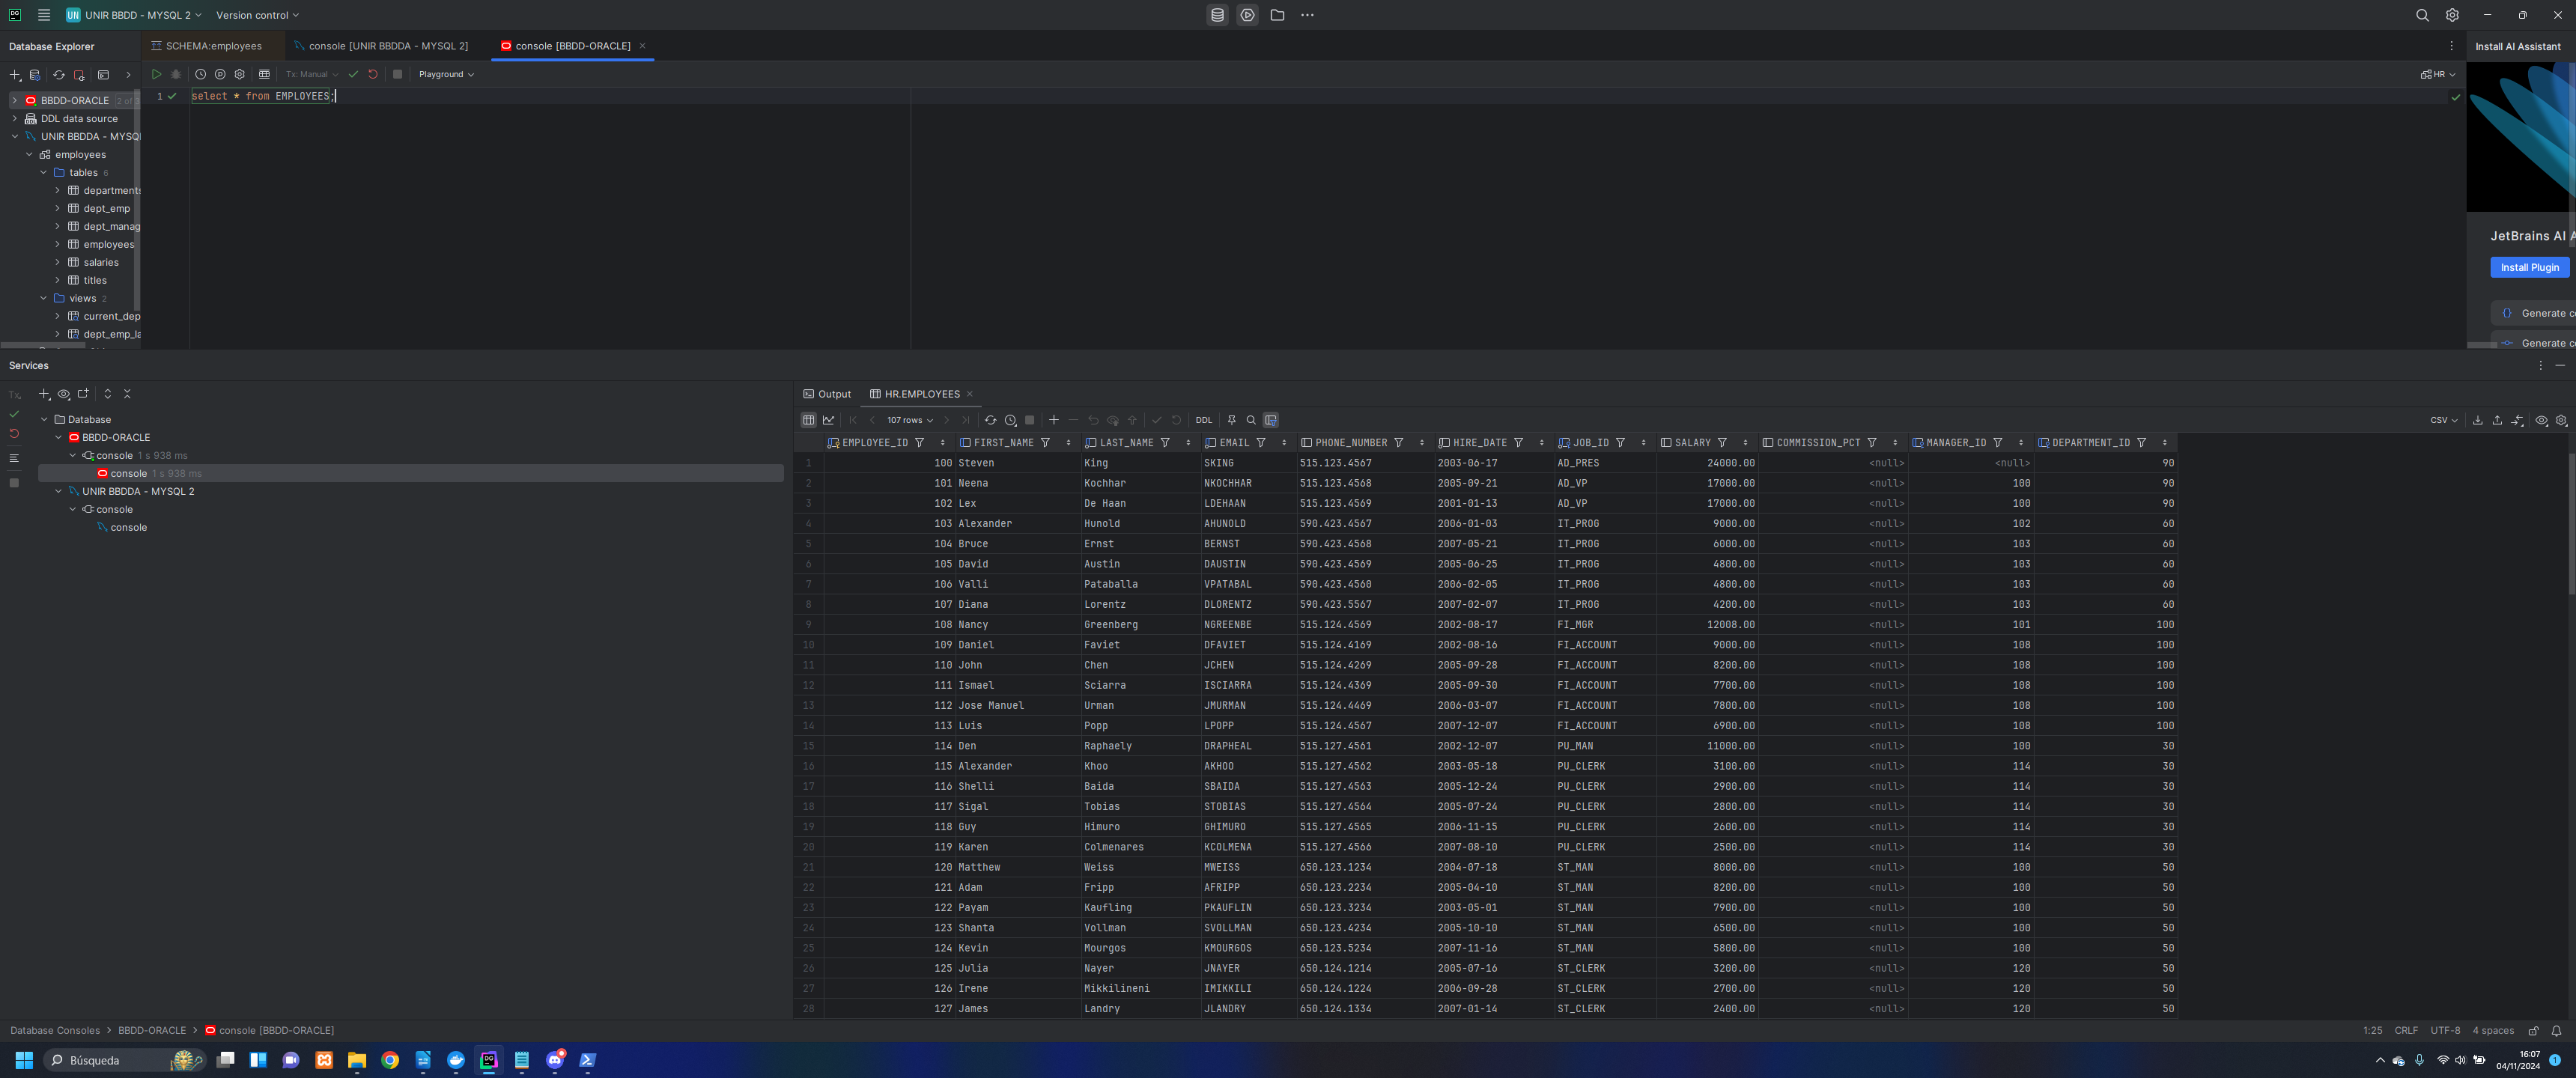 UN UNIR BBDD - MYSQL 2 Version control
Database Explorer SCHEMA:employees console [UNIR BBDDA - MYSQL 2] console [BBDD-ORACLE] Install AI Assistant
Tx: Manual Playground HR
BBDD-ORACLE 2 of 3
DDL data source
UNIR BBDDA - MYSQL
employees
tables 6
departments
dept_emp
dept_manag
employees
salaries
titles
views 2
current_dep
dept_emp_la
1 select * from EMPLOYEES;
JetBrains AI A
Install Plugin
Generate co
Generate co
Services
Tx
Database
BBDD-ORACLE
console 1 s 938 ms
console 1 s 938 ms
UNIR BBDDA - MYSQL 2
console
console
Output HR.EMPLOYEES
107 rows DDL CSV
EMPLOYEE_ID FIRST_NAME LAST_NAME EMAIL PHONE_NUMBER HIRE_DATE JOB_ID SALARY COMMISSION_PCT MANAGER_ID DEPARTMENT_ID
1 100 Steven King SKING 515.123.4567 2003-06-17 AD_PRES 24000.00 <null> <null> 90
2 101 Neena Kochhar NKOCHHAR 515.123.4568 2005-09-21 AD_VP 17000.00 <null> 100 90
3 102 Lex De Haan LDEHAAN 515.123.4569 2001-01-13 AD_VP 17000.00 <null> 100 90
4 103 Alexander Hunold AHUNOLD 590.423.4567 2006-01-03 IT_PROG 9000.00 <null> 102 60
5 104 Bruce Ernst BERNST 590.423.4568 2007-05-21 IT_PROG 6000.00 <null> 103 60
6 105 David Austin DAUSTIN 590.423.4569 2005-06-25 IT_PROG 4800.00 <null> 103 60
7 106 Valli Pataballa VPATABAL 590.423.4560 2006-02-05 IT_PROG 4800.00 <null> 103 60
8 107 Diana Lorentz DLORENTZ 590.423.5567 2007-02-07 IT_PROG 4200.00 <null> 103 60
9 108 Nancy Greenberg NGREENBE 515.124.4569 2002-08-17 FI_MGR 12008.00 <null> 101 100
10 109 Daniel Faviet DFAVIET 515.124.4169 2002-08-16 FI_ACCOUNT 9000.00 <null> 108 100
11 110 John Chen JCHEN 515.124.4269 2005-09-28 FI_ACCOUNT 8200.00 <null> 108 100
12 111 Ismael Sciarra ISCIARRA 515.124.4369 2005-09-30 FI_ACCOUNT 7700.00 <null> 108 100
13 112 Jose Manuel Urman JMURMAN 515.124.4469 2006-03-07 FI_ACCOUNT 7800.00 <null> 108 100
14 113 Luis Popp LPOPP 515.124.4567 2007-12-07 FI_ACCOUNT 6900.00 <null> 108 100
15 114 Den Raphaely DRAPHEAL 515.127.4561 2002-12-07 PU_MAN 11000.00 <null> 100 30
16 115 Alexander Khoo AKHOO 515.127.4562 2003-05-18 PU_CLERK 3100.00 <null> 114 30
17 116 Shelli Baida SBAIDA 515.127.4563 2005-12-24 PU_CLERK 2900.00 <null> 114 30
18 117 Sigal Tobias STOBIAS 515.127.4564 2005-07-24 PU_CLERK 2800.00 <null> 114 30
19 118 Guy Himuro GHIMURO 515.127.4565 2006-11-15 PU_CLERK 2600.00 <null> 114 30
20 119 Karen Colmenares KCOLMENA 515.127.4566 2007-08-10 PU_CLERK 2500.00 <null> 114 30
21 120 Matthew Weiss MWEISS 650.123.1234 2004-07-18 ST_MAN 8000.00 <null> 100 50
22 121 Adam Fripp AFRIPP 650.123.2234 2005-04-10 ST_MAN 8200.00 <null> 100 50
23 122 Payam Kaufling PKAUFLIN 650.123.3234 2003-05-01 ST_MAN 7900.00 <null> 100 50
24 123 Shanta Vollman SVOLLMAN 650.123.4234 2005-10-10 ST_MAN 6500.00 <null> 100 50
25 124 Kevin Mourgos KMOURGOS 650.123.5234 2007-11-16 ST_MAN 5800.00 <null> 100 50
26 125 Julia Nayer JNAYER 650.124.1214 2005-07-16 ST_CLERK 3200.00 <null> 120 50
27 126 Irene Mikkilineni IMIKKILI 650.124.1224 2006-09-28 ST_CLERK 2700.00 <null> 120 50
28 127 James Landry JLANDRY 650.124.1334 2007-01-14 ST_CLERK 2400.00 <null> 120 50
Database Consoles BBDD-ORACLE console [BBDD-ORACLE] 1:25 CRLF UTF-8 4 spaces
Búsqueda 16:07
04/11/2024 1